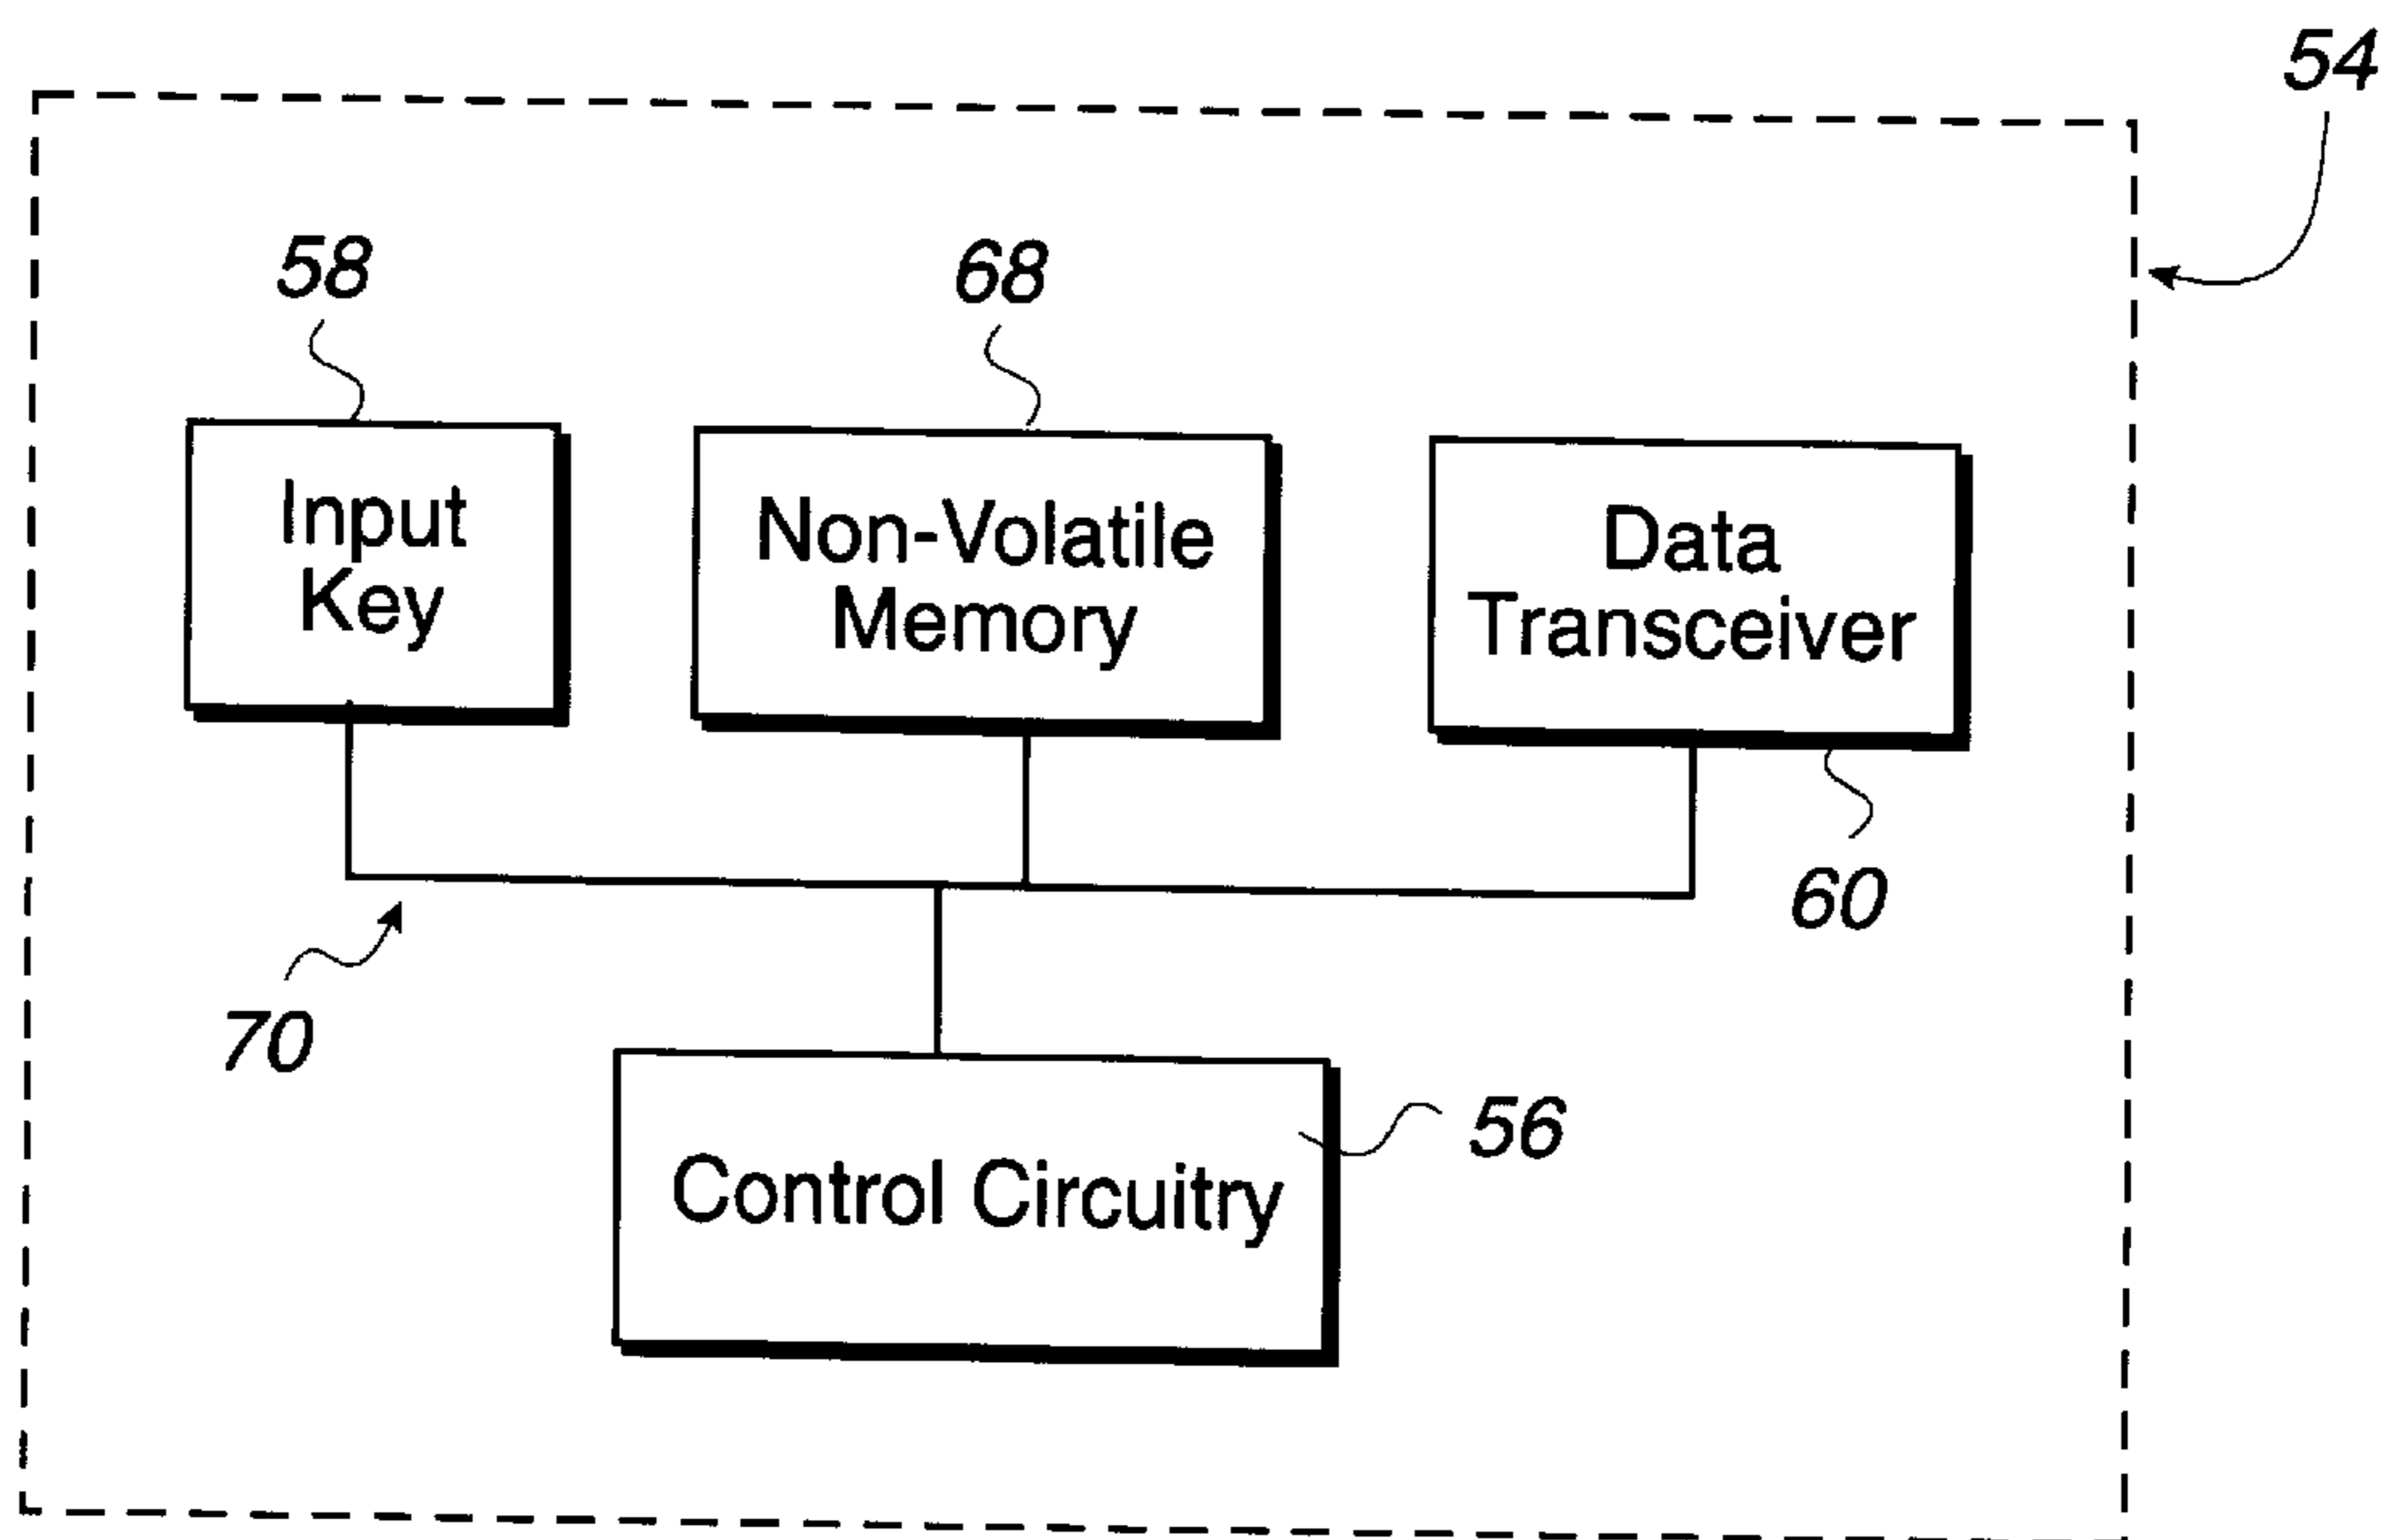 54
58
68
Input
Key
Non-Volatile
Memory
Data
Transceiver
60
70
56
Control Circuitry